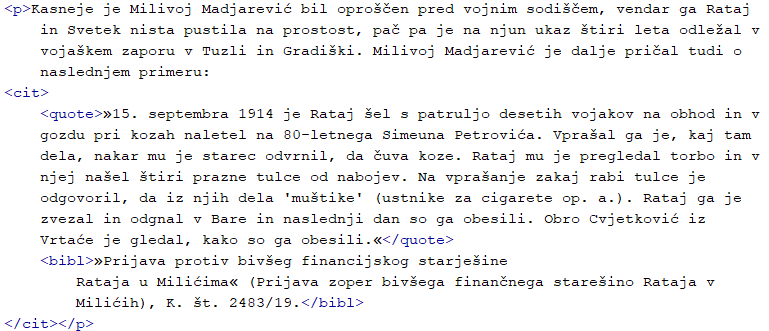 <p>Kasneje je Milivoj Madjarević bil oproščen pred vojnim sodiščem, vendar ga Rataj
in Svetek nista pustila na prostost, pač pa je na njun ukaz štiri leta odležal v
vojaškem zaporu v Tuzli in Gradiški. Milivoj Madjarević je dalje pričal tudi o
naslednjem primeru:
<cit>
<quote>»15. septembra 1914 je Rataj šel s patruljo desetih vojakov na obhod in v
gozdu pri kozah naletel na 80-letnega Simeuna Petrovića. Vprašal ga je, kaj tam
dela, nakar mu je starec odvrnil, da čuva koze. Rataj mu je pregledal torbo in v
njej našel štiri prazne tulce od nabojev. Na vprašanje zakaj rabi tulce je
odgovoril, da iz njih dela 'muštike' (ustnike za cigarete op. a.). Rataj ga je
zvezal in odgnal v Bare in naslednji dan so ga obesili. Obro Cvjetković iz
Vrtače je gledal, kako so ga obesili.«</quote>
<bibl>»Prijava protiv bivšeg financijskog starješine
Rataja u Milićima« (Prijava zoper bivšega finančnega starešino Rataja v
Milićih), K. št. 2483/19.</bibl>
</cit></p>